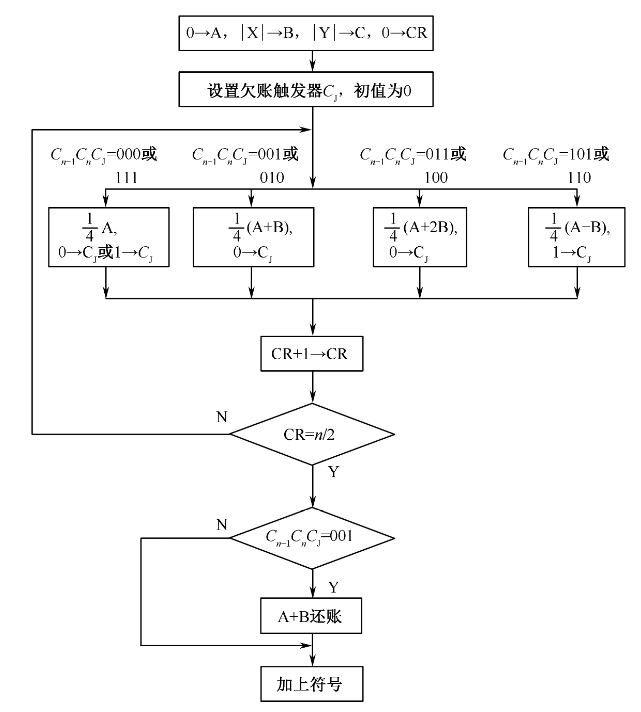 0→A，|X|→B，|Y|→C，0→CR
设置欠账触发器C_J，初值为0
C_{n-1}C_nC_J=000或
111
C_{n-1}C_nC_J=001或
010
C_{n-1}C_nC_J=011或
100
C_{n-1}C_nC_J=101或
110
1/4 A,
0→C_J或1→C_J
1/4 (A+B),
0→C_J
1/4 (A+2B),
0→C_J
1/4 (A−B),
1→C_J
CR+1→CR
N
CR=n/2
Y
N
C_{n-1}C_nC_J=001
Y
A+B还账
加上符号